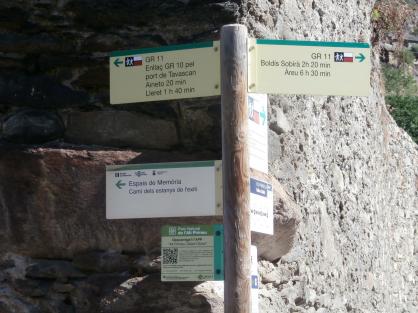 GR 11
Enllaç GR 10 pel
port de Tavascan
Aineto 20 min
Lleret 1 h 40 min
GR 11
Boldís Sobirà 2h 20 min
Àreu 6 h 30 min
Espais de Memòria
Camí dels estanys de l'exili
Parc Natural
de l'Alt Pirineu